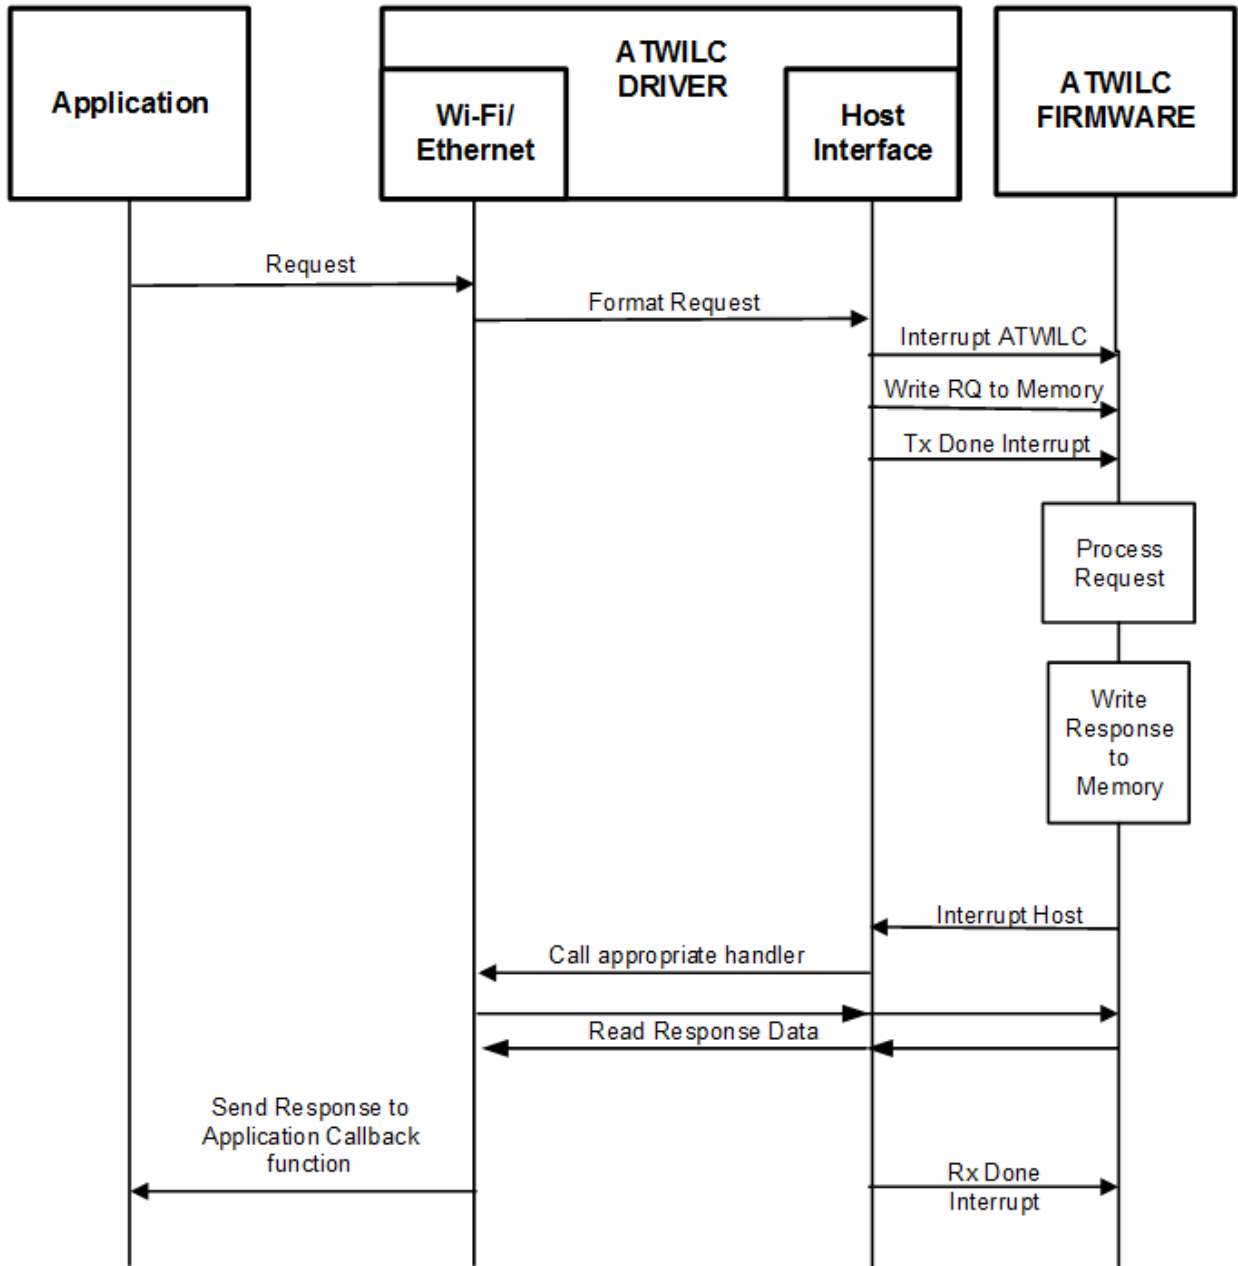 Application
ATWILC
DRIVER
Wi-Fi/
Ethernet
Host
Interface
ATWILC
FIRMWARE
Request
Format Request
Interrupt ATWILC
Write RQ to Memory
Tx Done Interrupt
Process
Request
Write
Response
to
Memory
Interrupt Host
Call appropriate handler
Read Response Data
Send Response to
Application Callback
function
Rx Done
Interrupt